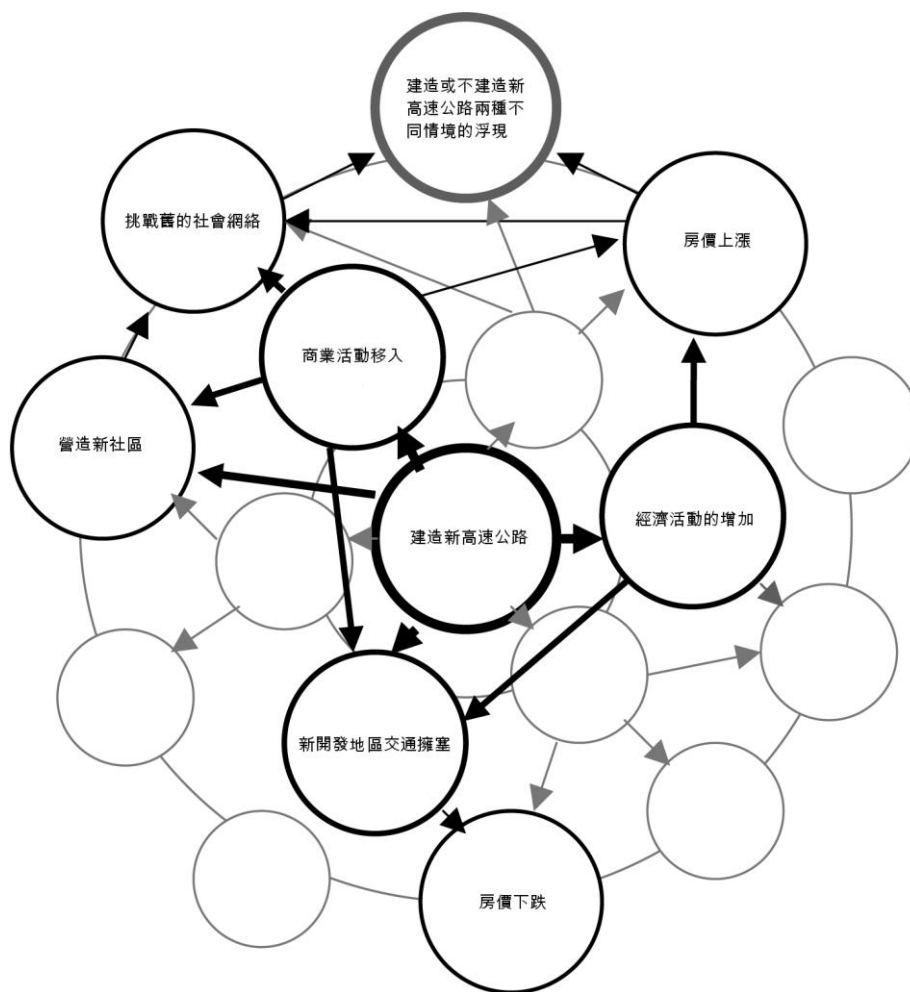 建造或不建造新
高速公路兩種不
同情境的浮現
挑戰舊的社會網絡
房價上漲
商業活動移入
營造新社區
經濟活動的增加
建造新高速公路
新開發地區交通擁塞
房價下跌